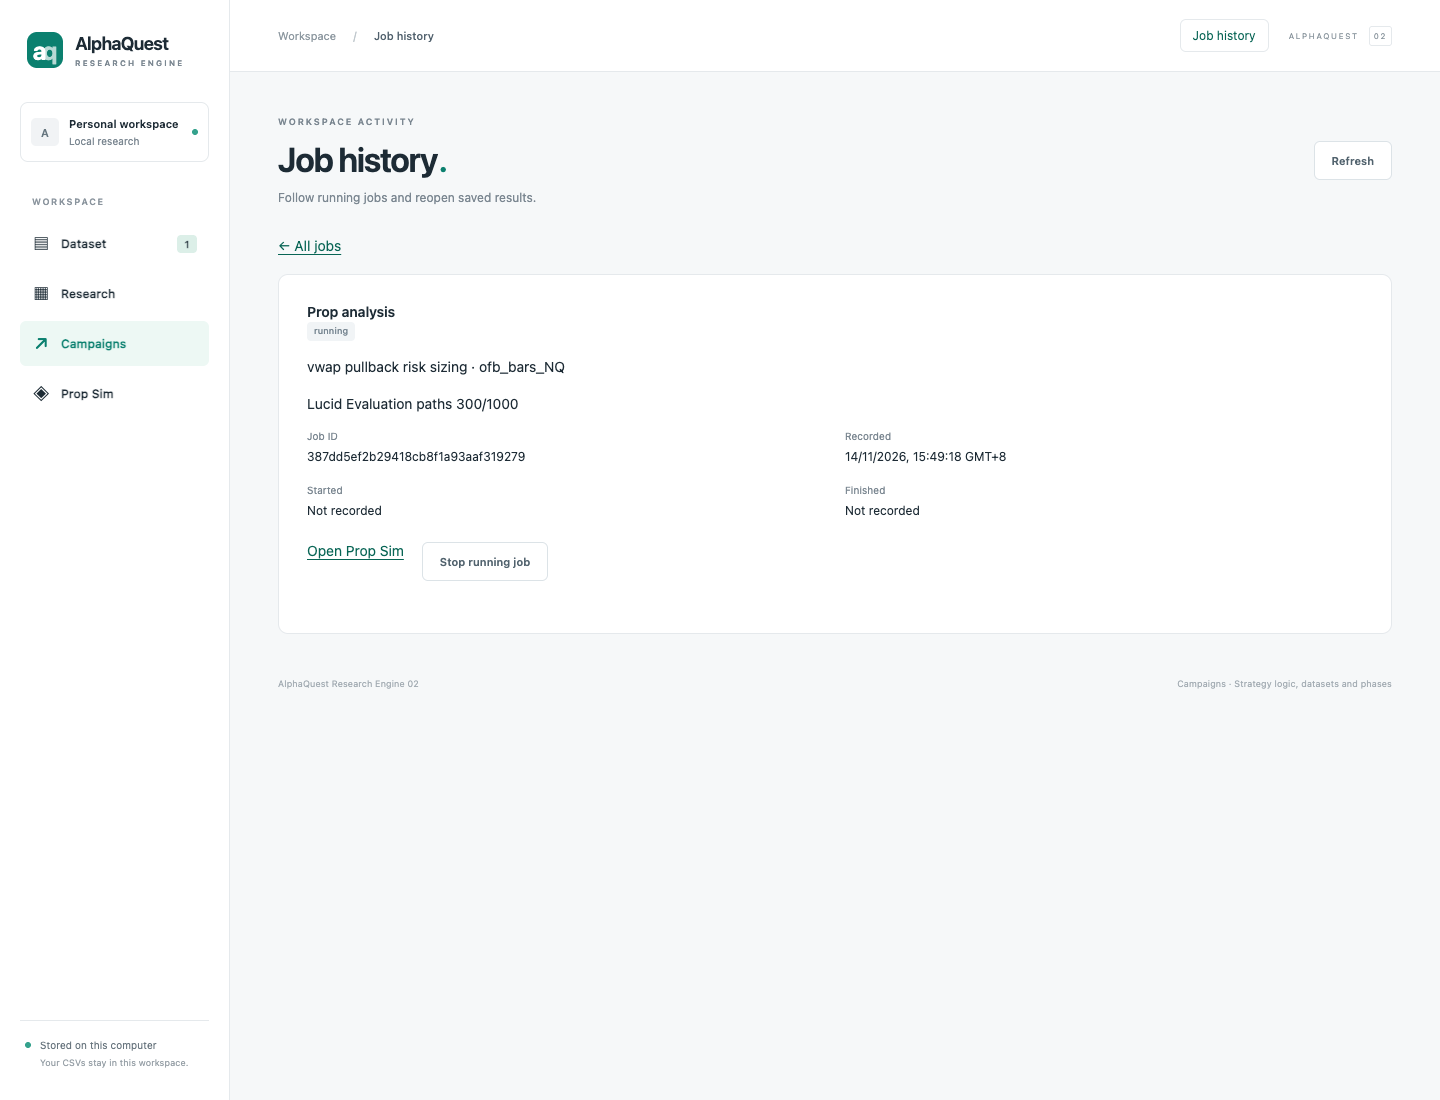 aq
AlphaQuest
RESEARCH ENGINE
A
Personal workspace
Local research
WORKSPACE
Dataset
1
Research
Campaigns
Prop Sim
Stored on this computer
Your CSVs stay in this workspace.
Workspace / Job history
Job history
ALPHAQUEST 02
WORKSPACE ACTIVITY
Job history.
Follow running jobs and reopen saved results.
Refresh
← All jobs
Prop analysis
running
vwap pullback risk sizing · ofb_bars_NQ
Lucid Evaluation paths 300/1000
Job ID
387dd5ef2b29418cb8f1a93aaf319279
Recorded
14/11/2026, 15:49:18 GMT+8
Started
Not recorded
Finished
Not recorded
Open Prop Sim
Stop running job
AlphaQuest Research Engine 02
Campaigns · Strategy logic, datasets and phases